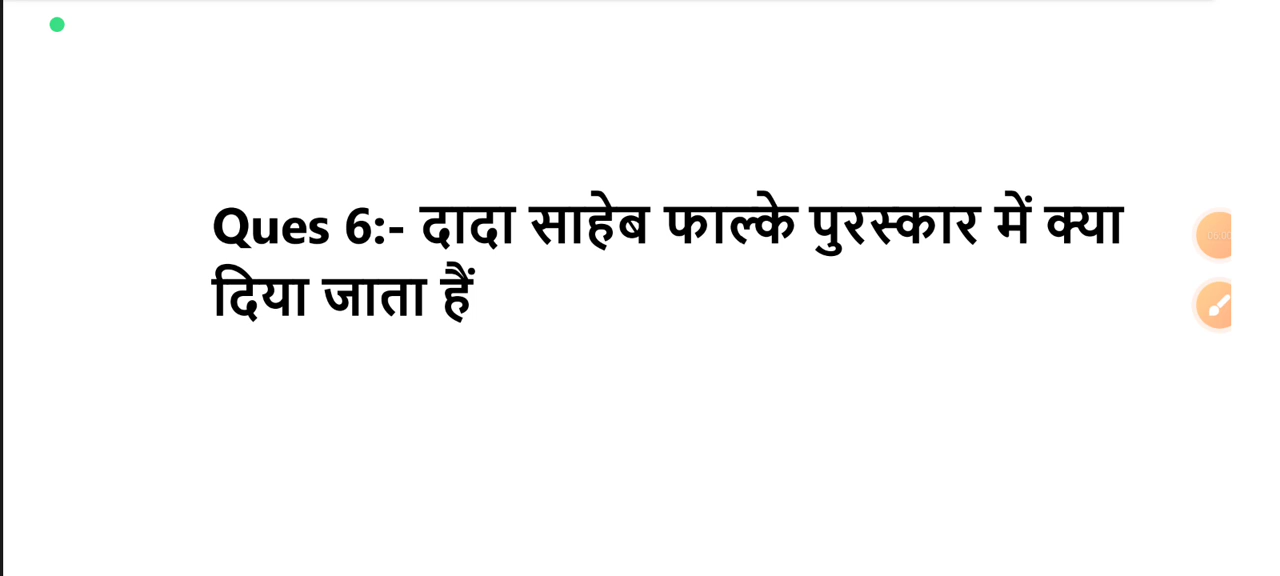 Ques 6:- दादा साहेब फाल्के पुरस्कार में क्या
दिया जाता हैं